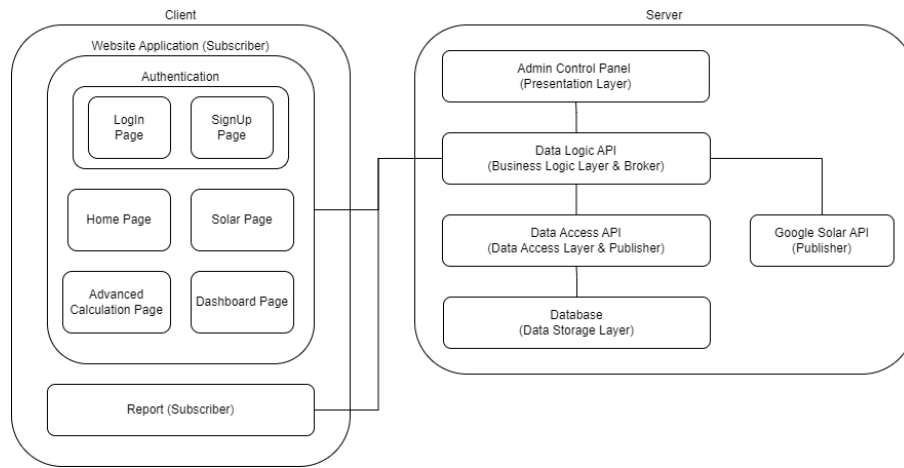 Client
Website Application (Subscriber)
Authentication
LogIn
Page
SignUp
Page
Home Page
Solar Page
Advanced
Calculation Page
Dashboard Page
Report (Subscriber)
Server
Admin Control Panel
(Presentation Layer)
Data Logic API
(Business Logic Layer & Broker)
Data Access API
(Data Access Layer & Publisher)
Google Solar API
(Publisher)
Database
(Data Storage Layer)